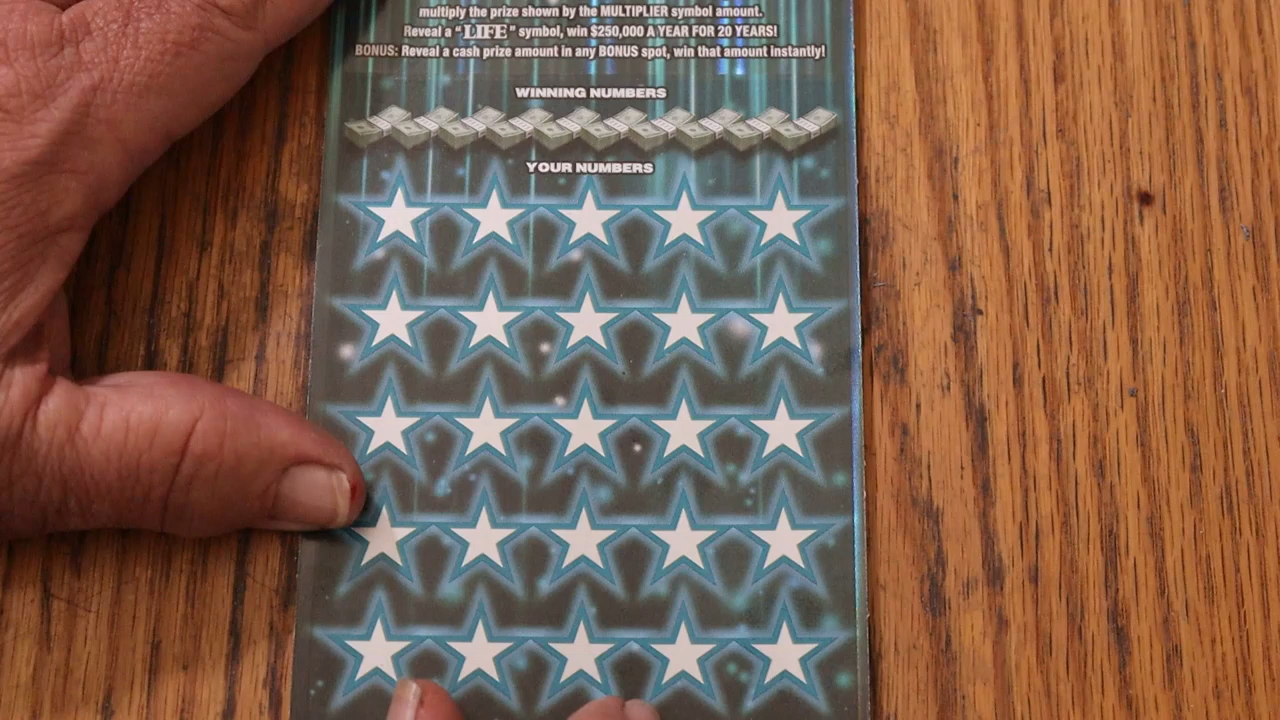 multiply the prize shown by the MULTIPLIER symbol amount.
Reveal a "LIFE" symbol, win $250,000 A YEAR FOR 20 YEARS!
BONUS: Reveal a cash prize amount in any BONUS spot, win that amount instantly!
WINNING NUMBERS
YOUR NUMBERS